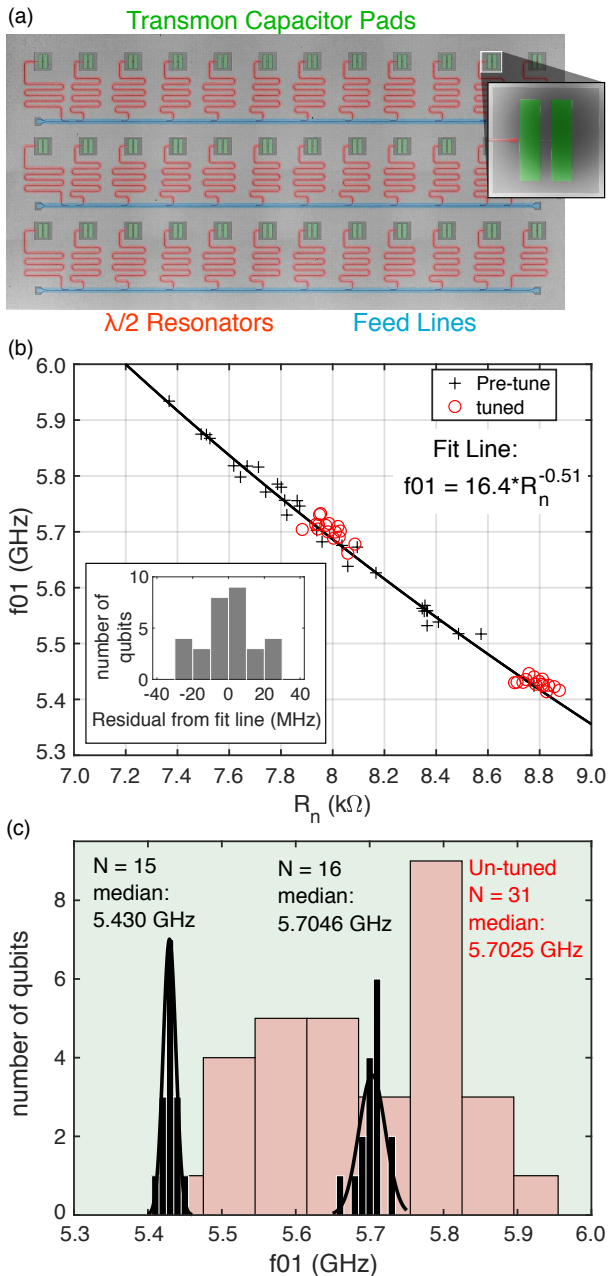 (a)
Transmon Capacitor Pads
λ/2 Resonators
Feed Lines
(b)
6.0
5.9
5.8
5.7
5.6
5.5
5.4
5.3
f01 (GHz)
Pre-tune
tuned
Fit Line:
f01 = 16.4*R_n^-0.51
10
5
0
number of
qubits
-40 -20 0 20 40
Residual from fit line (MHz)
7.0 7.2 7.4 7.6 7.8 8.0 8.2 8.4 8.6 8.8 9.0
R_n (kΩ)
(c)
N = 15
median:
5.430 GHz
N = 16
median:
5.7046 GHz
Un-tuned
N = 31
median:
5.7025 GHz
8
6
4
2
0
number of qubits
5.3 5.4 5.5 5.6 5.7 5.8 5.9 6.0
f01 (GHz)